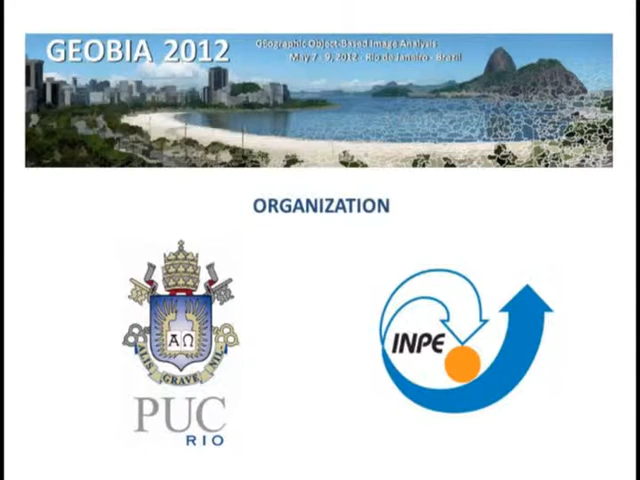 GEOBIA 2012
Geographic Object-Based Image Analysis
May 7 - 9, 2012 - Rio de Janeiro - Brazil
ORGANIZATION
ΑΩ
ALIS GRAVE NIL
PUC
RIO
INPE